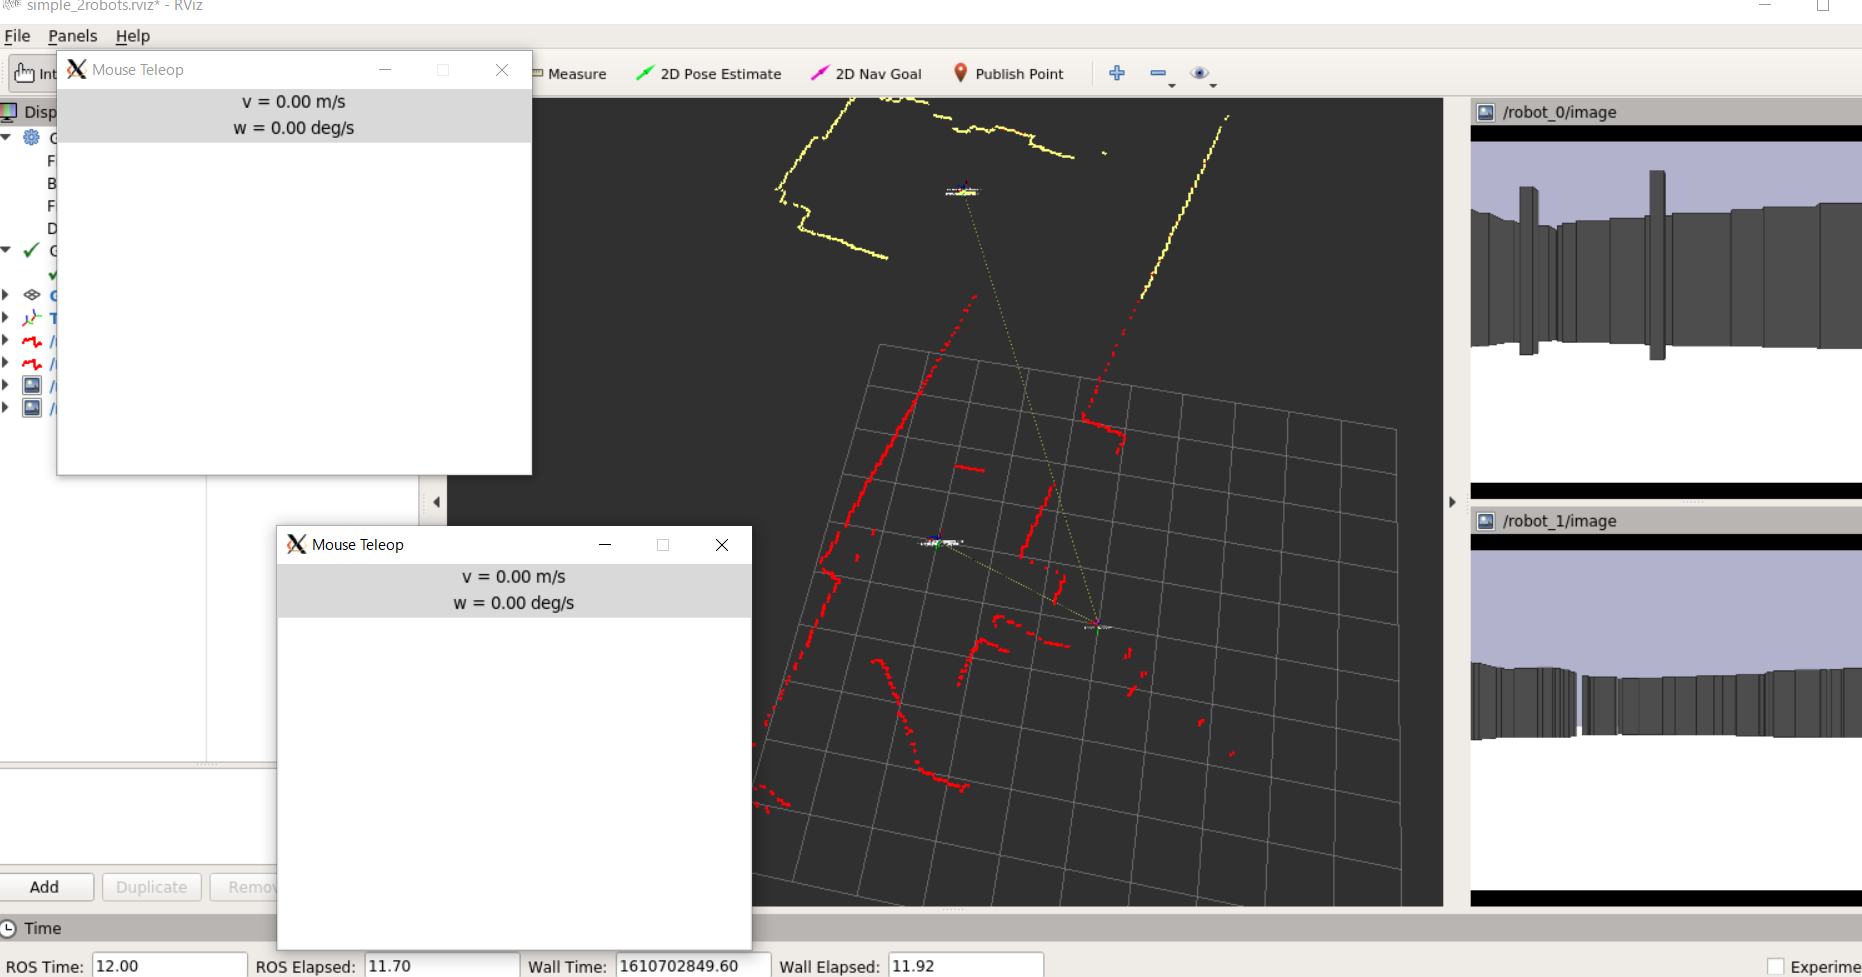 simple_2robots.rviz* - RViz
File Panels Help
Int
Measure
2D Pose Estimate
2D Nav Goal
Publish Point
Mouse Teleop
v = 0.00 m/s
w = 0.00 deg/s
Disp
G
F
B
F
D
G
/robot_0/image
/robot_1/image
Mouse Teleop
v = 0.00 m/s
w = 0.00 deg/s
Add
Duplicate
Remo
Time
ROS Time: 12.00
ROS Elapsed: 11.70
Wall Time: 1610702849.60
Wall Elapsed: 11.92
Experime